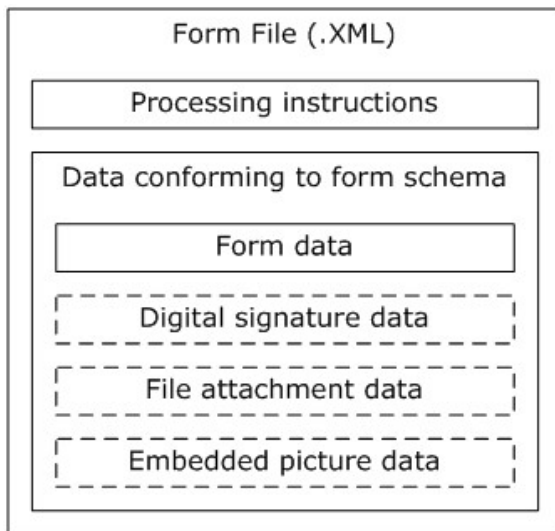 Form File (.XML)
Processing instructions
Data conforming to form schema
Form data
Digital signature data
File attachment data
Embedded picture data